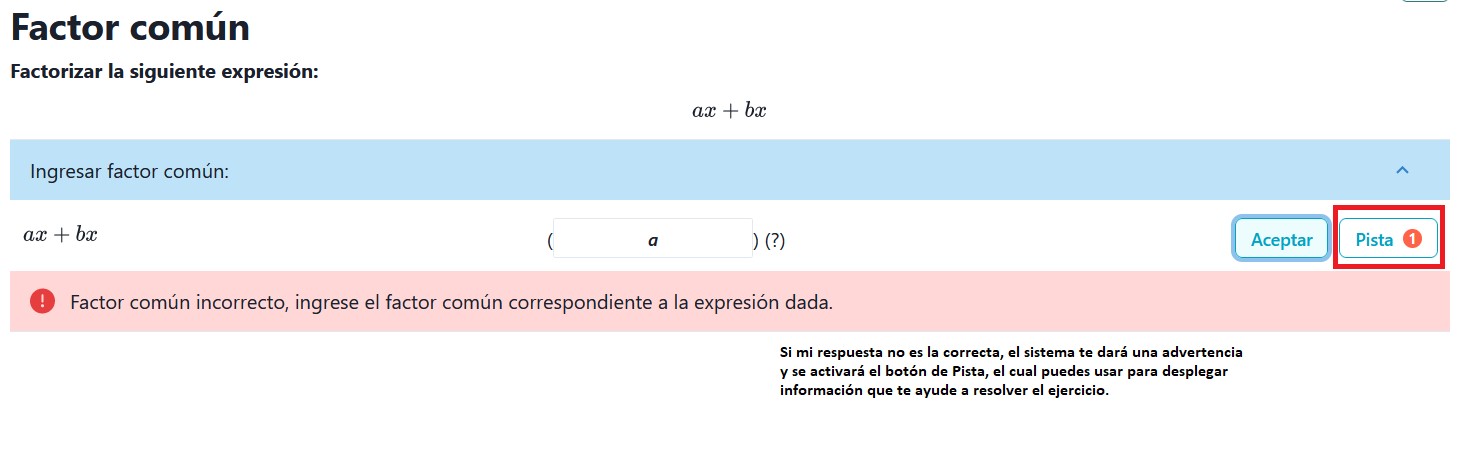 Factor común
Factorizar la siguiente expresión:
ax + bx
Ingresar factor común:
ax + bx
( a ) (?)
Aceptar
Pista 1
! Factor común incorrecto, ingrese el factor común correspondiente a la expresión dada.
Si mi respuesta no es la correcta, el sistema te dará una advertencia
y se activará el botón de Pista, el cual puedes usar para desplegar
información que te ayude a resolver el ejercicio.